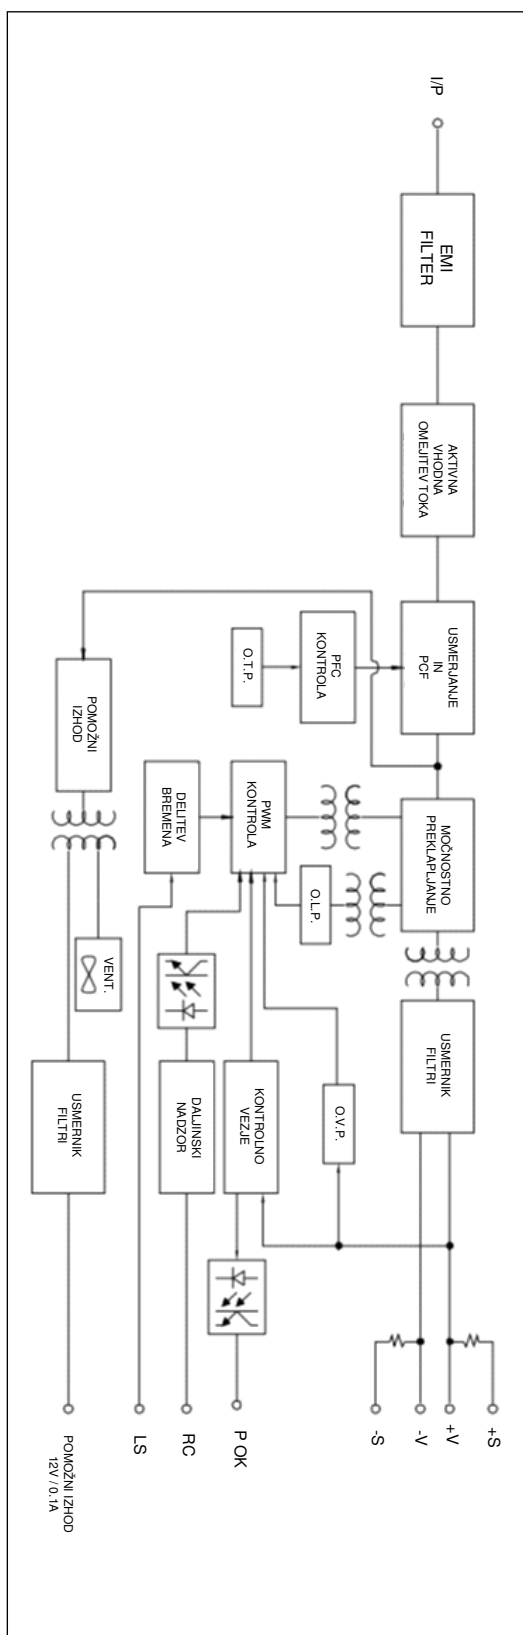 I/P
EMI
FILTER
AKTIVNA
VHODNA
OMEJITEV TOKA
USMERJANJE
IN
PCF
MOČNOSTNO
PREKLAPLJANJE
USMERNIK
FILTRI
+S
+V
-V
-S
O.T.P.
PFC
KONTROLA
O.L.P.
O.V.P.
PWM
KONTROLA
KONTROLNO
VEZJE
P OK
DELITEV
BREMENA
DALJINSKI
NADZOR
RC
LS
POMOŽNI
IZHOD
VENT.
USMERNIK
FILTRI
POMOŽNI IZHOD
12V / 0.1A